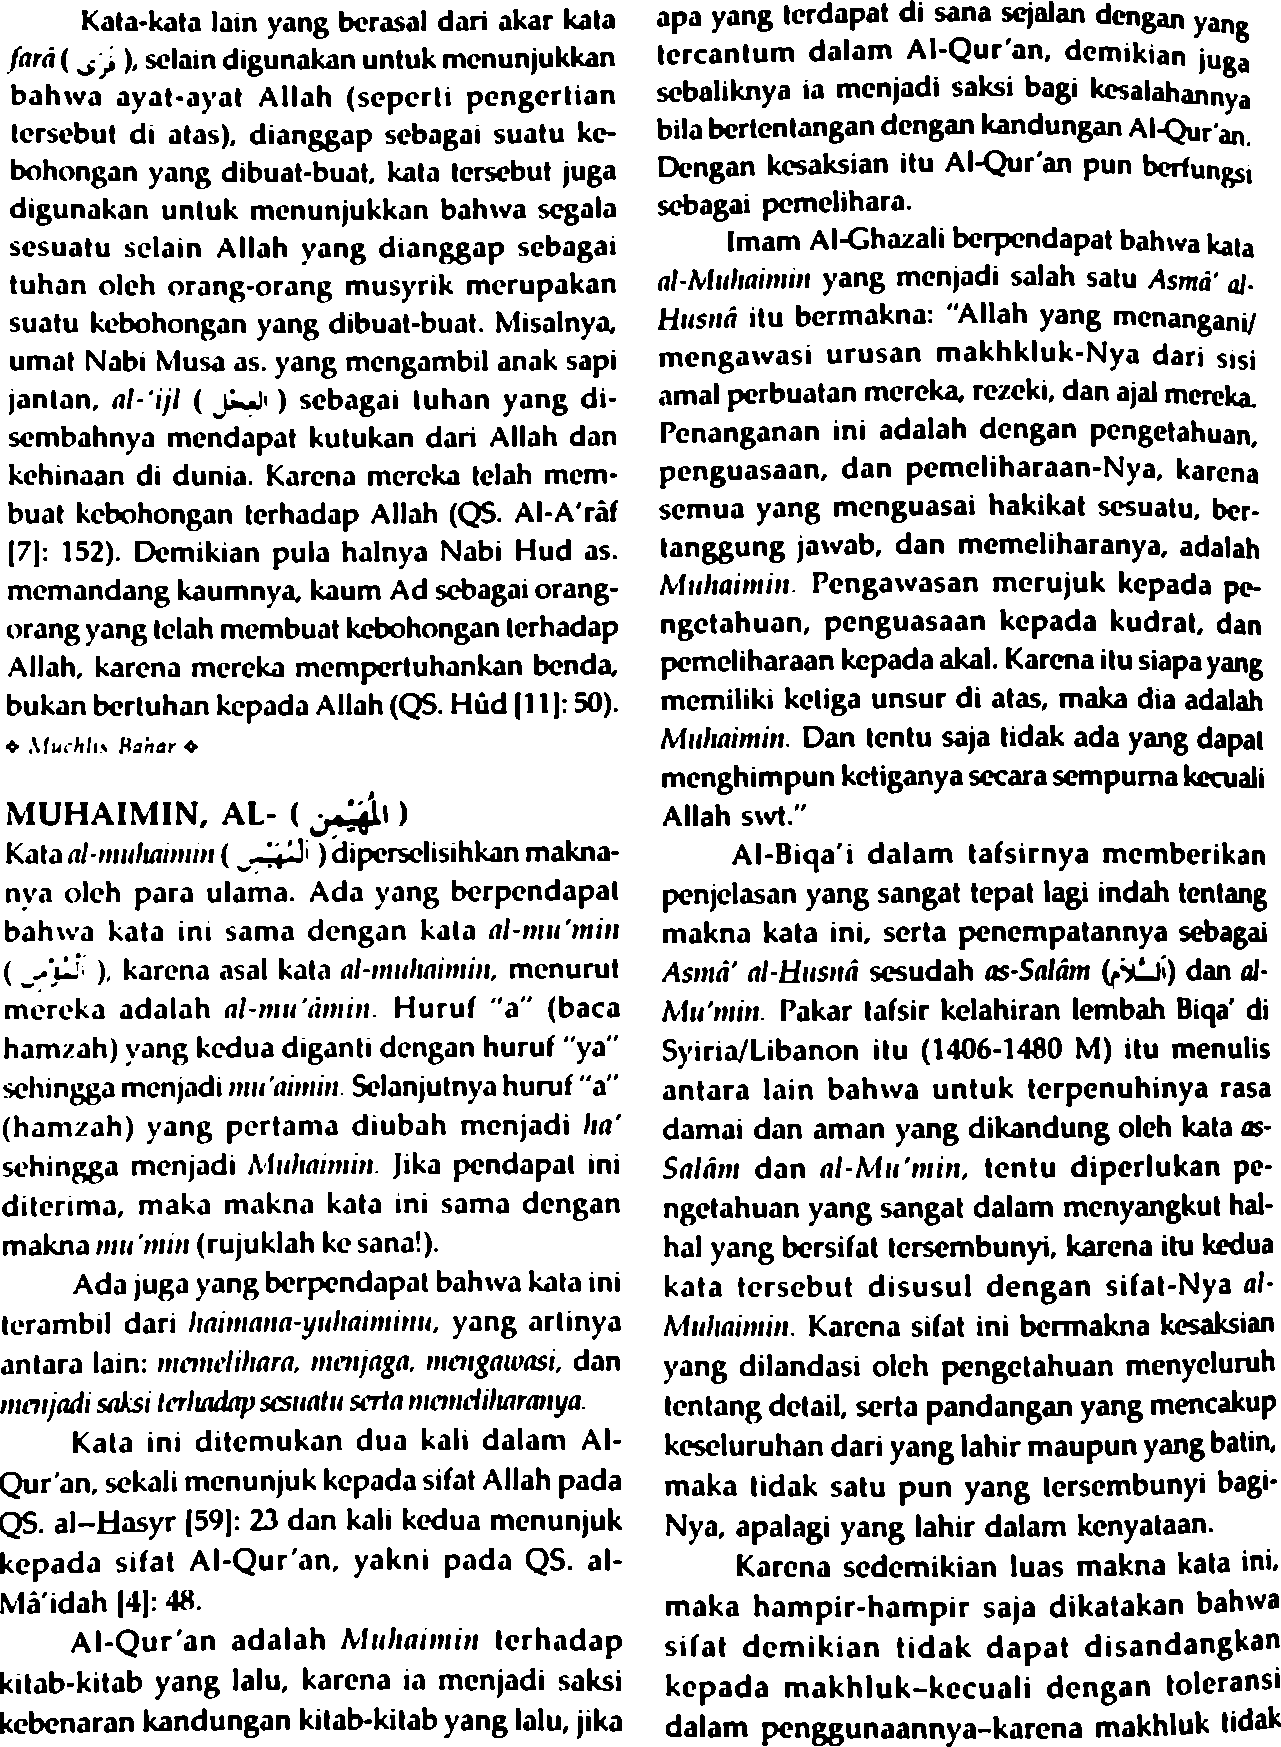 Kata-kata lain yang berasal dari akar kata
farâ ( فَرَى ), selain digunakan untuk menunjukkan
bahwa ayat-ayat Allah (seperti pengertian
tersebut di atas), dianggap sebagai suatu ke-
bohongan yang dibuat-buat, kata tersebut juga
digunakan untuk menunjukkan bahwa segala
sesuatu selain Allah yang dianggap sebagai
tuhan oleh orang-orang musyrik merupakan
suatu kebohongan yang dibuat-buat. Misalnya,
umat Nabi Musa as. yang mengambil anak sapi
jantan, al-'ijl ( العجل ) sebagai tuhan yang di-
sembahnya mendapat kutukan dari Allah dan
kehinaan di dunia. Karena mereka telah mem-
buat kebohongan terhadap Allah (QS. Al-A'râf
[7]: 152). Demikian pula halnya Nabi Hud as.
memandang kaumnya, kaum Ad sebagai orang-
orang yang telah membuat kebohongan terhadap
Allah, karena mereka mempertuhankan benda,
bukan bertuhan kepada Allah (QS. Hûd [11]: 50).
❖ Muchlis Bahar ❖
MUHAIMIN, AL- ( الْمُهَيْمِن )
Kata al-muhaimin ( الْمُهَيْمِن ) diperselisihkan makna-
nya oleh para ulama. Ada yang berpendapat
bahwa kata ini sama dengan kata al-mu'min
( الْمُؤْمِن ), karena asal kata al-muhaimin, menurut
mereka adalah al-mu'âmin. Huruf "a" (baca
hamzah) yang kedua diganti dengan huruf "ya"
sehingga menjadi mu'aimin. Selanjutnya huruf "a"
(hamzah) yang pertama diubah menjadi ha'
sehingga menjadi Muhaimin. Jika pendapat ini
diterima, maka makna kata ini sama dengan
makna mu'min (rujuklah ke sana!).
Ada juga yang berpendapat bahwa kata ini
terambil dari haimana-yuhaiminu, yang artinya
antara lain: memelihara, menjaga, mengawasi, dan
menjadi saksi terhadap sesuatu serta memeliharanya.
Kata ini ditemukan dua kali dalam Al-
Qur'an, sekali menunjuk kepada sifat Allah pada
QS. al–Hasyr [59]: 23 dan kali kedua menunjuk
kepada sifat Al-Qur'an, yakni pada QS. al-
Mâ'idah [4]: 48.
Al-Qur'an adalah Muhaimin terhadap
kitab-kitab yang lalu, karena ia menjadi saksi
kebenaran kandungan kitab-kitab yang lalu, jika
apa yang terdapat di sana sejalan dengan yang
tercantum dalam Al-Qur'an, demikian juga
sebaliknya ia menjadi saksi bagi kesalahannya
bila bertentangan dengan kandungan Al-Qur'an.
Dengan kesaksian itu Al-Qur'an pun berfungsi
sebagai pemelihara.
Imam Al-Ghazali berpendapat bahwa kata
al-Muhaimin yang menjadi salah satu Asmâ' al-
Husnâ itu bermakna: "Allah yang menangani/
mengawasi urusan makhkluk-Nya dari sisi
amal perbuatan mereka, rezeki, dan ajal mereka.
Penanganan ini adalah dengan pengetahuan,
penguasaan, dan pemeliharaan-Nya, karena
semua yang menguasai hakikat sesuatu, ber-
tanggung jawab, dan memeliharanya, adalah
Muhaimin. Pengawasan merujuk kepada pe-
ngetahuan, penguasaan kepada kudrat, dan
pemeliharaan kepada akal. Karena itu siapa yang
memiliki ketiga unsur di atas, maka dia adalah
Muhaimin. Dan tentu saja tidak ada yang dapat
menghimpun ketiganya secara sempurna kecuali
Allah swt."
Al-Biqa'i dalam tafsirnya memberikan
penjelasan yang sangat tepat lagi indah tentang
makna kata ini, serta penempatannya sebagai
Asmâ' al-Husnâ sesudah as-Salâm (السَّلاَم) dan al-
Mu'min. Pakar tafsir kelahiran lembah Biqa' di
Syiria/Libanon itu (1406-1480 M) itu menulis
antara lain bahwa untuk terpenuhinya rasa
damai dan aman yang dikandung oleh kata as-
Salâm dan al-Mu'min, tentu diperlukan pe-
ngetahuan yang sangat dalam menyangkut hal-
hal yang bersifat tersembunyi, karena itu kedua
kata tersebut disusul dengan sifat-Nya al-
Muhaimin. Karena sifat ini bermakna kesaksian
yang dilandasi oleh pengetahuan menyeluruh
tentang detail, serta pandangan yang mencakup
keseluruhan dari yang lahir maupun yang batin,
maka tidak satu pun yang tersembunyi bagi-
Nya, apalagi yang lahir dalam kenyataan.
Karena sedemikian luas makna kata ini,
maka hampir-hampir saja dikatakan bahwa
sifat demikian tidak dapat disandangkan
kepada makhluk–kecuali dengan toleransi
dalam penggunaannya–karena makhluk tidak